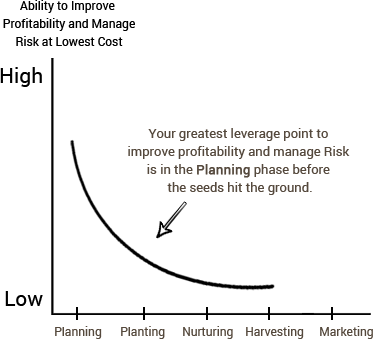 Ability to Improve
Profitability and Manage
Risk at Lowest Cost
High
Your greatest leverage point to
improve profitability and manage Risk
is in the Planning phase before
the seeds hit the ground.
Low
Planning Planting Nurturing Harvesting Marketing